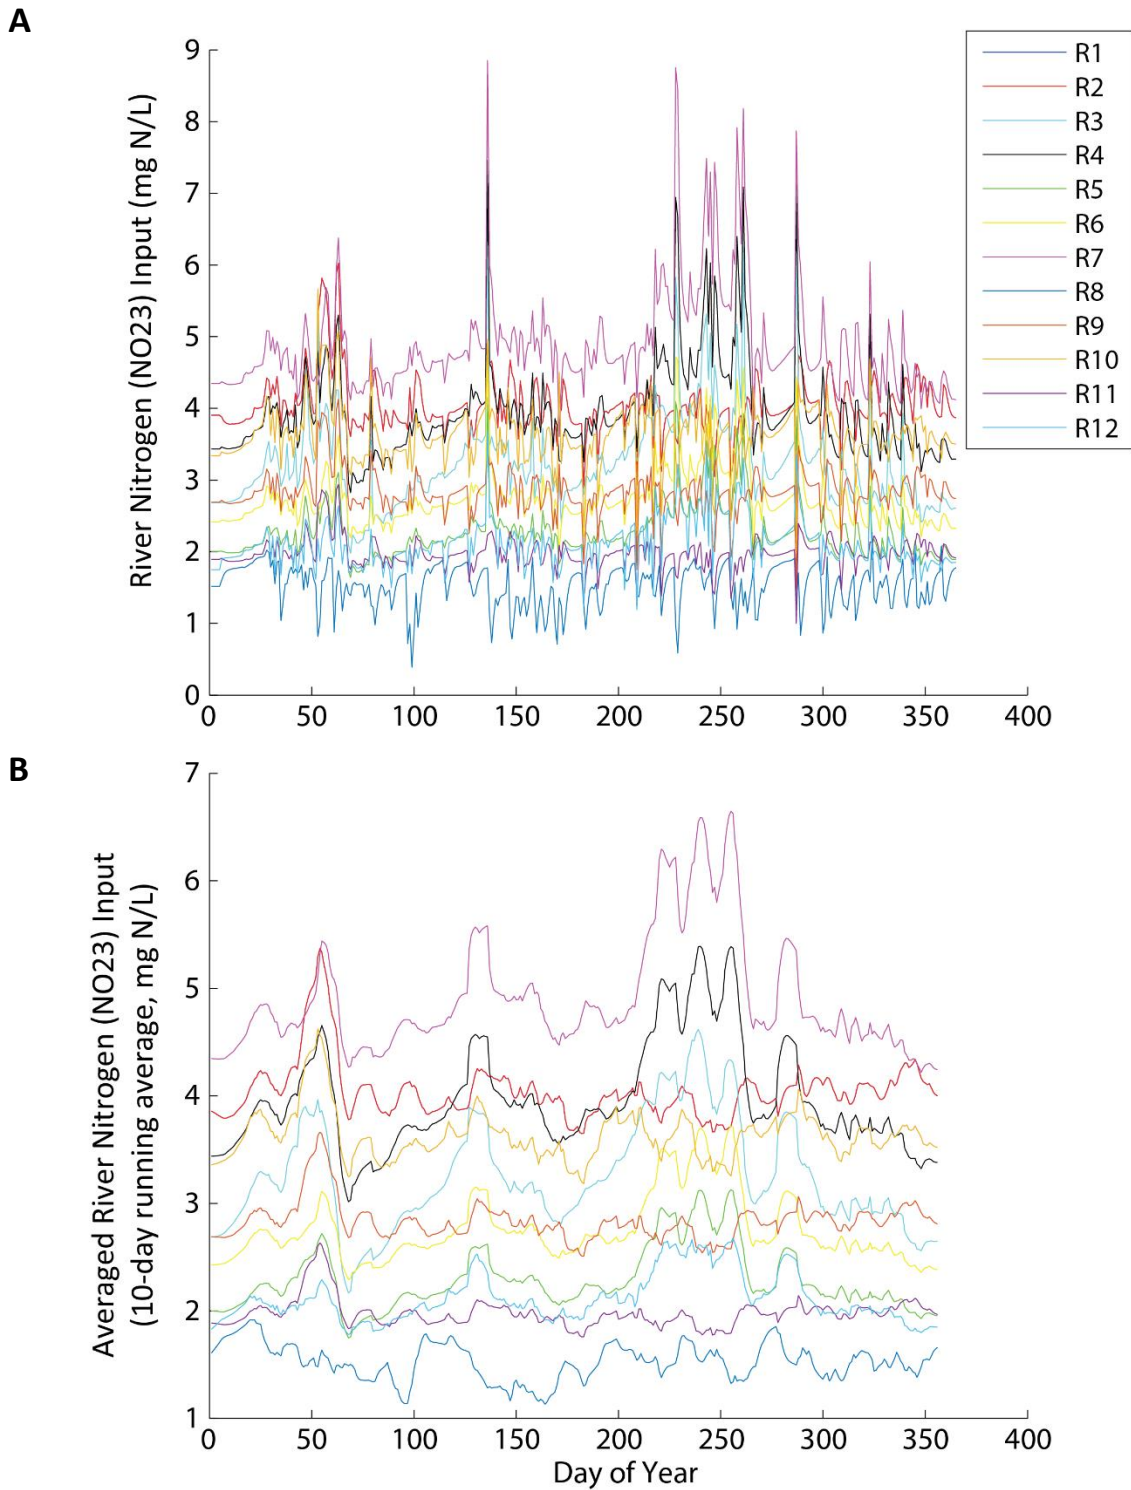 A
River Nitrogen (NO23) Input (mg N/L)
9
8
7
6
5
4
3
2
1
0
0 50 100 150 200 250 300 350 400
R1
R2
R3
R4
R5
R6
R7
R8
R9
R10
R11
R12
B
Averaged River Nitrogen (NO23) Input
(10-day running average, mg N/L)
7
6
5
4
3
2
1
0 50 100 150 200 250 300 350 400
Day of Year